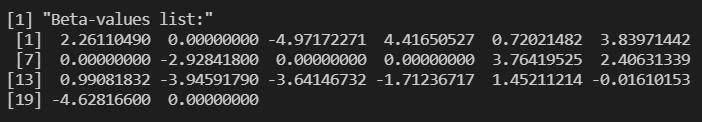 [1] "Beta-values list:"
[1] 2.26110490 0.00000000 -4.97172271 4.41650527 0.72021482 3.83971442
[7] 0.00000000 -2.92841800 0.00000000 0.00000000 3.76419525 2.40631339
[13] 0.99081832 -3.94591790 -3.64146732 -1.71236717 1.45211214 -0.01610153
[19] -4.62816600 0.00000000